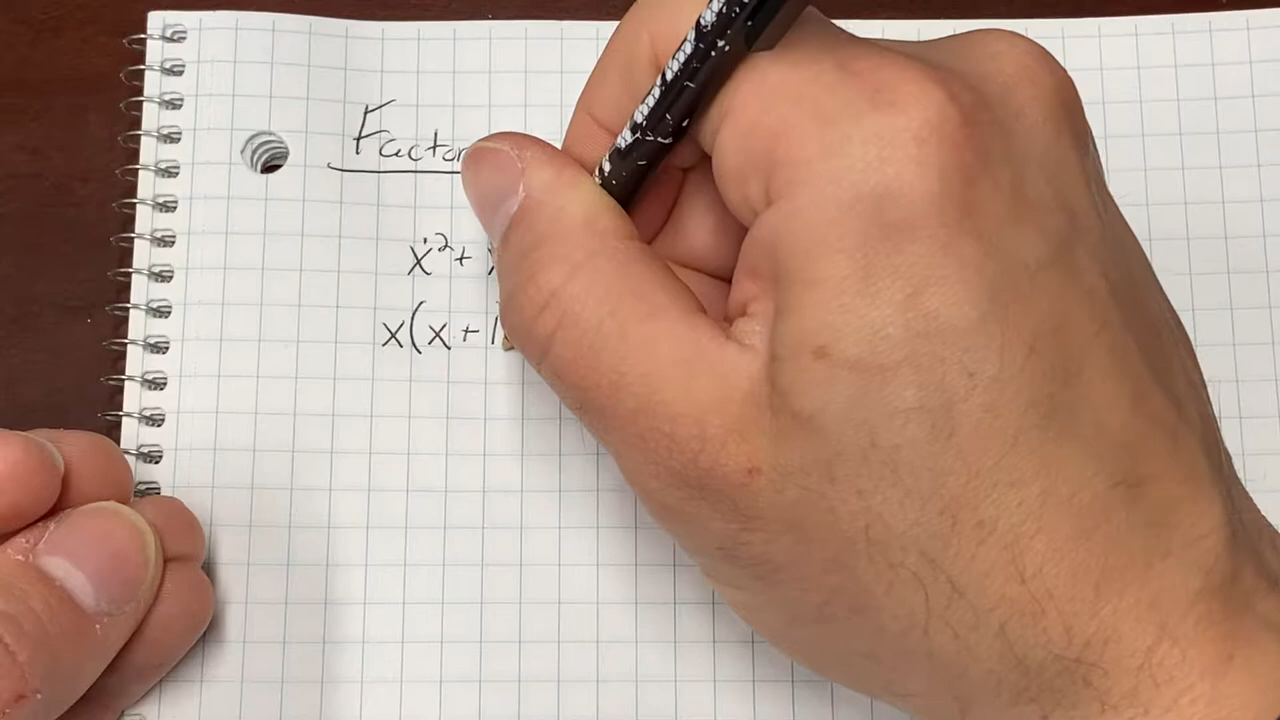 Factor
x² +
x(x + 1